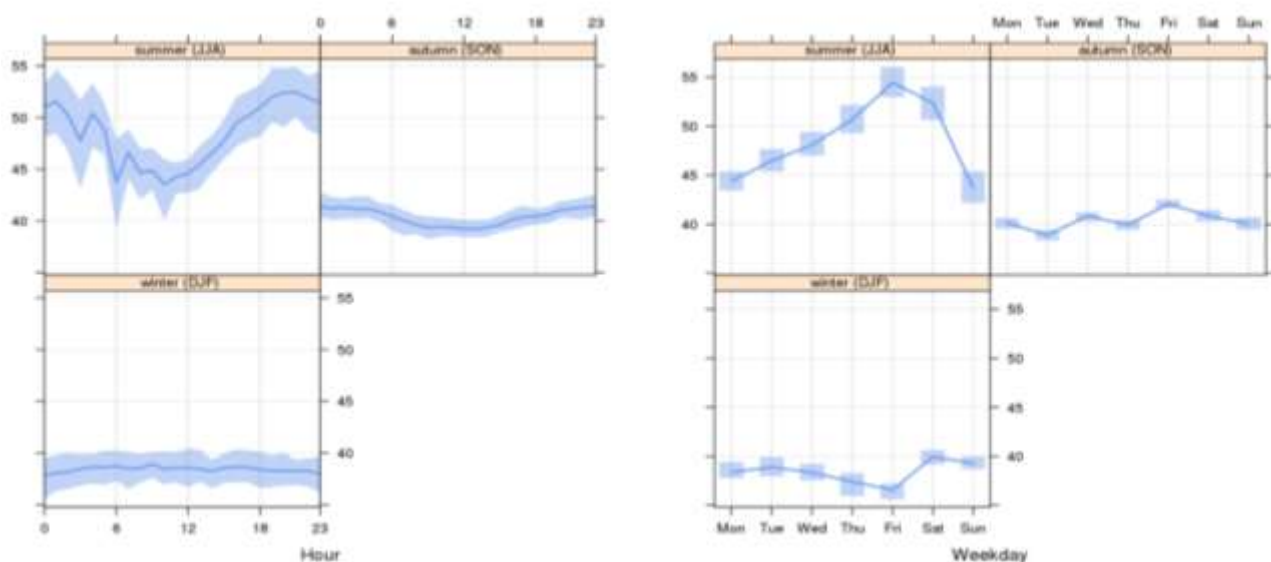 0 6 12 18 23
summer (JJA) autumn (SON)
55
50
45
40
winter (DJF)
55
50
45
40
0 6 12 18 23
Hour
Mon Tue Wed Thu Fri Sat Sun
summer (JJA) autumn (SON)
55
50
45
40
winter (DJF)
55
50
45
40
Mon Tue Wed Thu Fri Sat Sun
Weekday